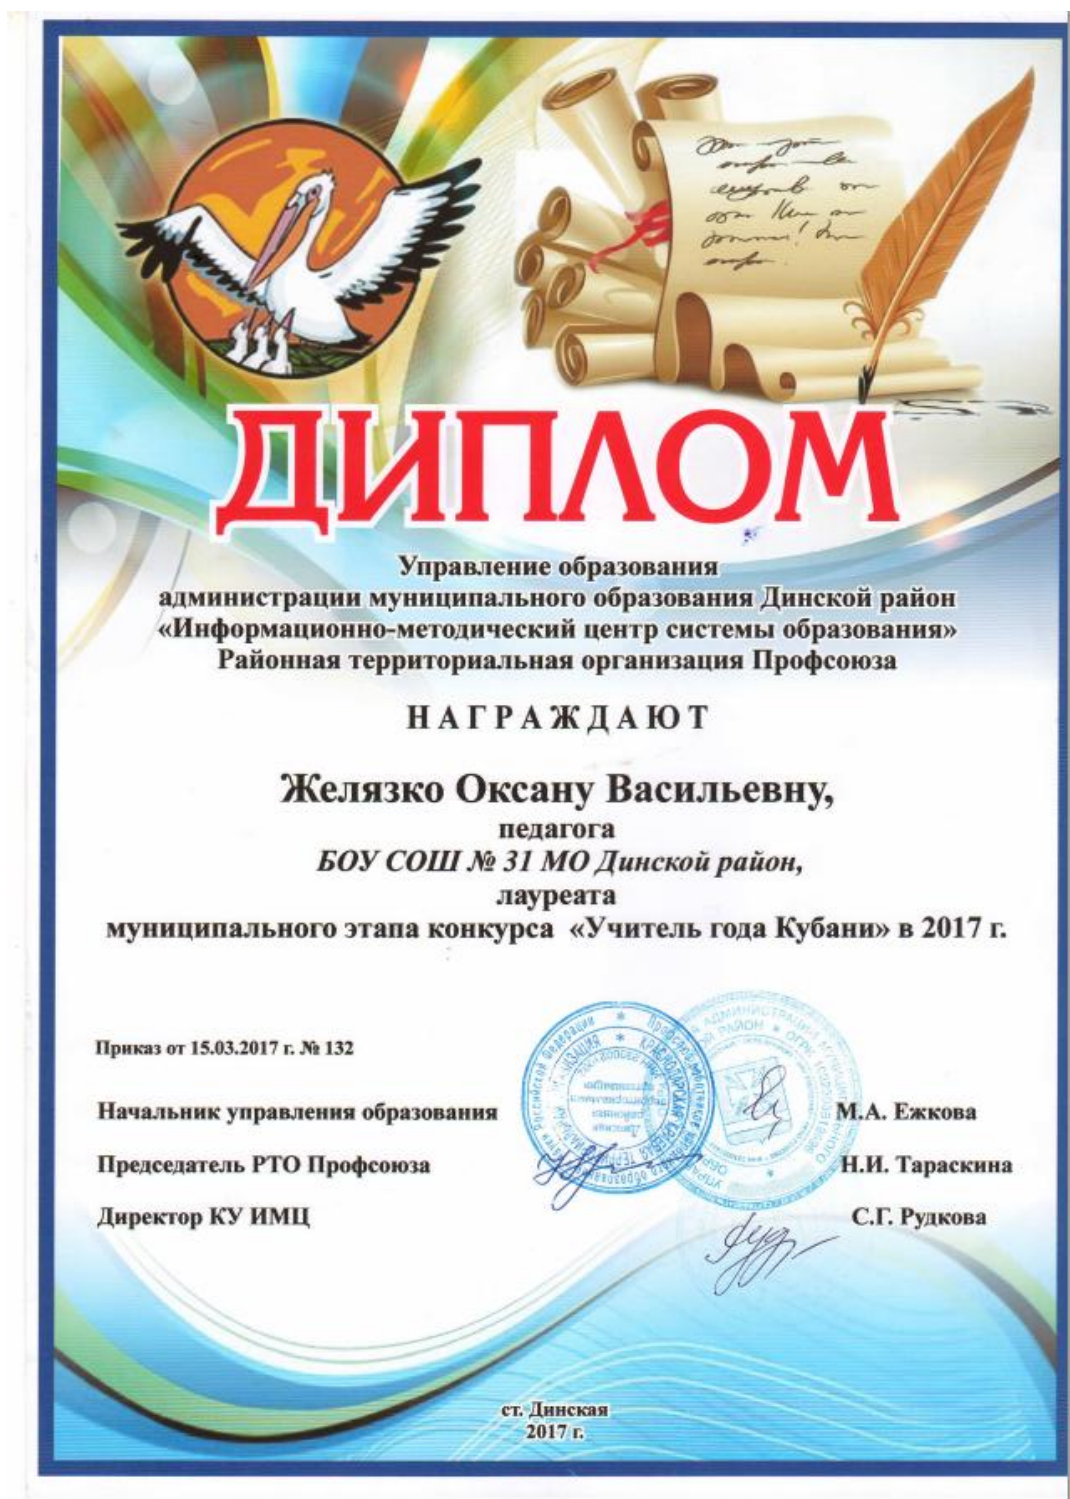 ДИПЛОМ
Управление образования
администрации муниципального образования Динской район
«Информационно-методический центр системы образования»
Районная территориальная организация Профсоюза
НАГРАЖДАЮТ
Желязко Оксану Васильевну,
педагога
БОУ СОШ № 31 МО Динской район,
лауреата
муниципального этапа конкурса «Учитель года Кубани» в 2017 г.
Приказ от 15.03.2017 г. № 132
Начальник управления образования М.А. Ежкова
Председатель РТО Профсоюза Н.И. Тараскина
Директор КУ ИМЦ С.Г. Рудкова
ст. Динская
2017 г.